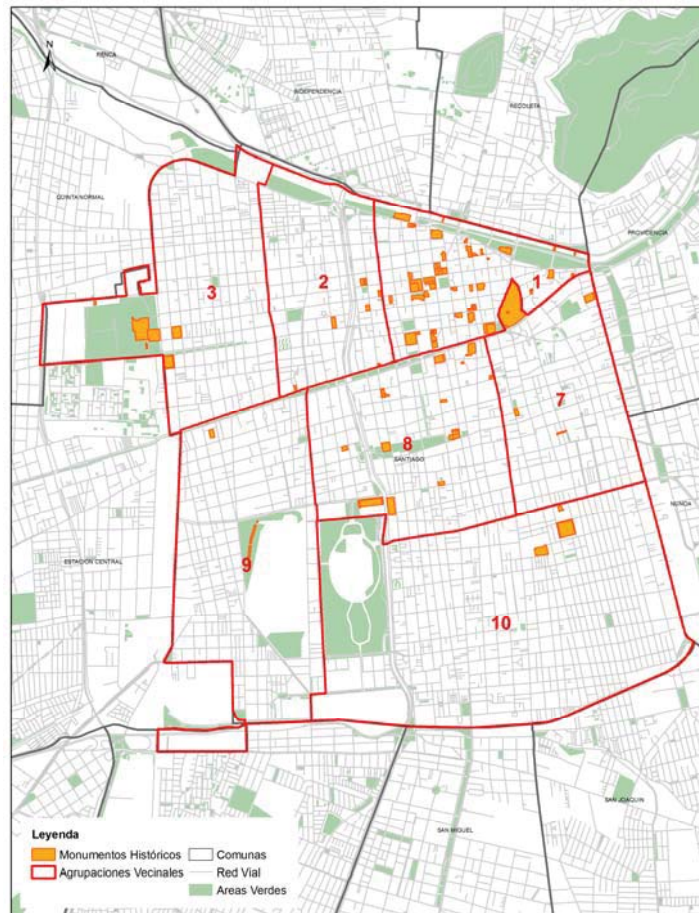 N
RENCA
INDEPENDENCIA
RECOLETA
QUINTA NORMAL
PROVIDENCIA
1
2
3
7
8
SANTIAGO
ÑUÑOA
ESTACIÓN CENTRAL
9
10
SAN JOAQUIN
SAN MIGUEL
Leyenda
Monumentos Históricos
Comunas
Agrupaciones Vecinales
Red Vial
Areas Verdes